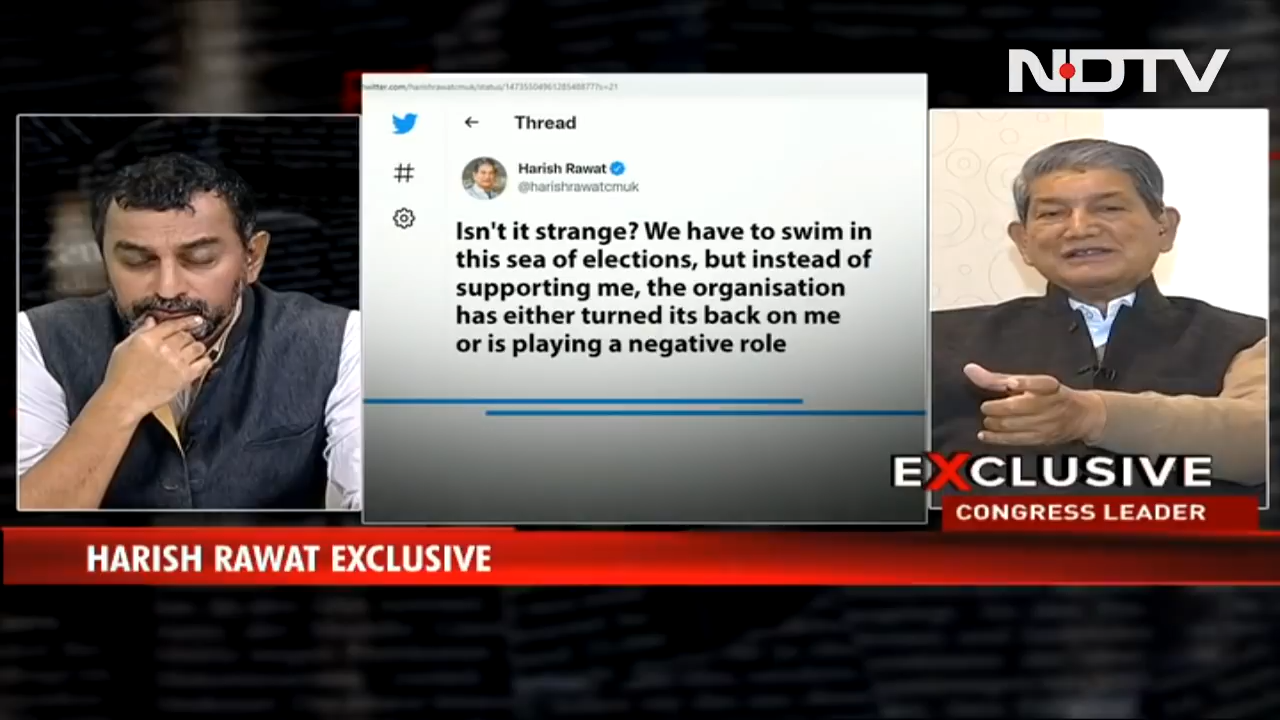 NDTV
Thread
Harish Rawat
@harishrawatcmuk
Isn't it strange? We have to swim in
this sea of elections, but instead of
supporting me, the organisation
has either turned its back on me
or is playing a negative role
EXCLUSIVE
CONGRESS LEADER
HARISH RAWAT EXCLUSIVE